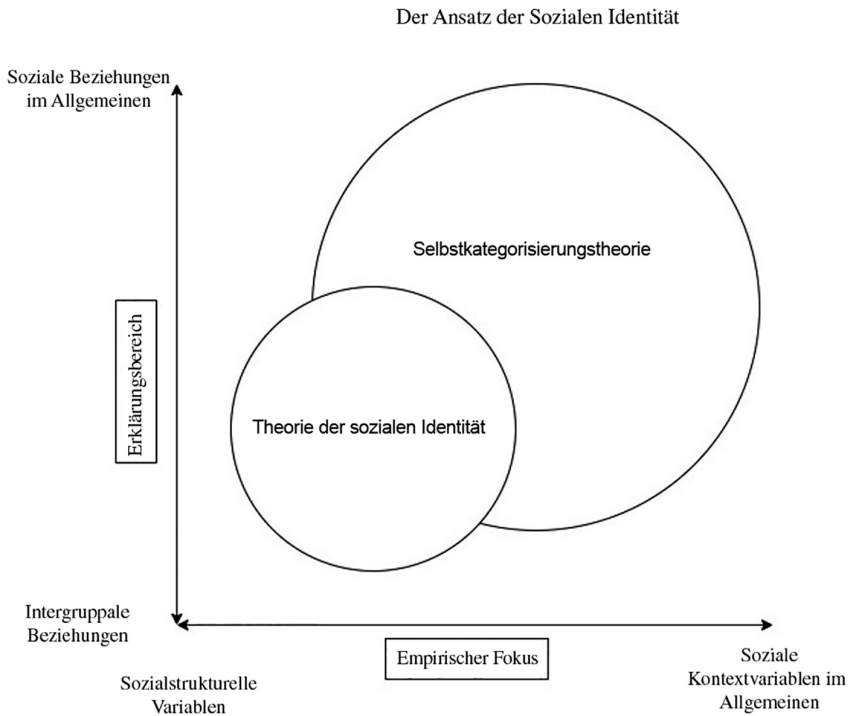 Der Ansatz der Sozialen Identität
Soziale Beziehungen
im Allgemeinen
Selbstkategorisierungstheorie
Erklärungsbereich
Theorie der sozialen Identität
Intergruppale
Beziehungen
Empirischer Fokus
Sozialstrukturelle
Variablen
Soziale
Kontextvariablen im
Allgemeinen